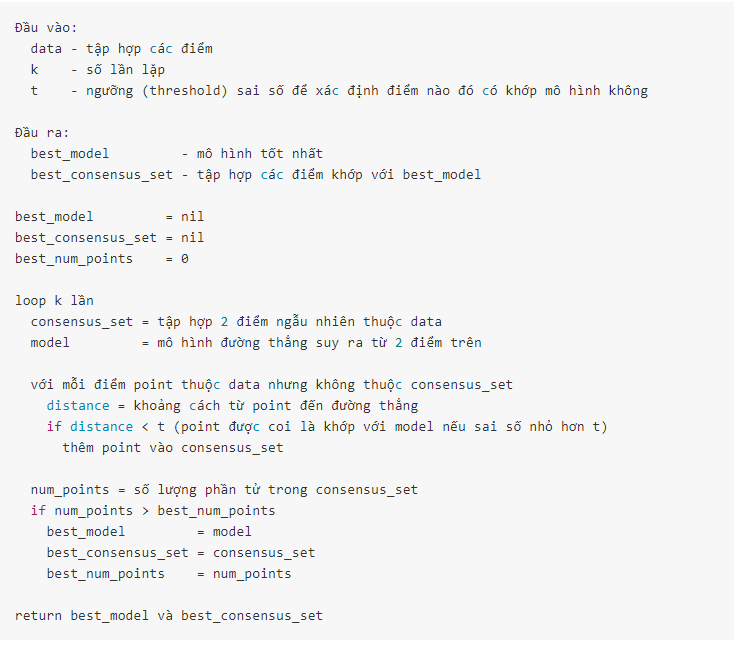 Đầu vào:
  data - tập hợp các điểm
  k    - số lần lặp
  t    - ngưỡng (threshold) sai số để xác định điểm nào đó có khớp mô hình không

Đầu ra:
  best_model         - mô hình tốt nhất
  best_consensus_set - tập hợp các điểm khớp với best_model

best_model         = nil
best_consensus_set = nil
best_num_points    = 0

loop k lần
  consensus_set = tập hợp 2 điểm ngẫu nhiên thuộc data
  model         = mô hình đường thẳng suy ra từ 2 điểm trên

  với mỗi điểm point thuộc data nhưng không thuộc consensus_set
    distance = khoảng cách từ point đến đường thẳng
    if distance < t (point được coi là khớp với model nếu sai số nhỏ hơn t)
      thêm point vào consensus_set

  num_points = số lượng phần tử trong consensus_set
  if num_points > best_num_points
    best_model         = model
    best_consensus_set = consensus_set
    best_num_points    = num_points

return best_model và best_consensus_set